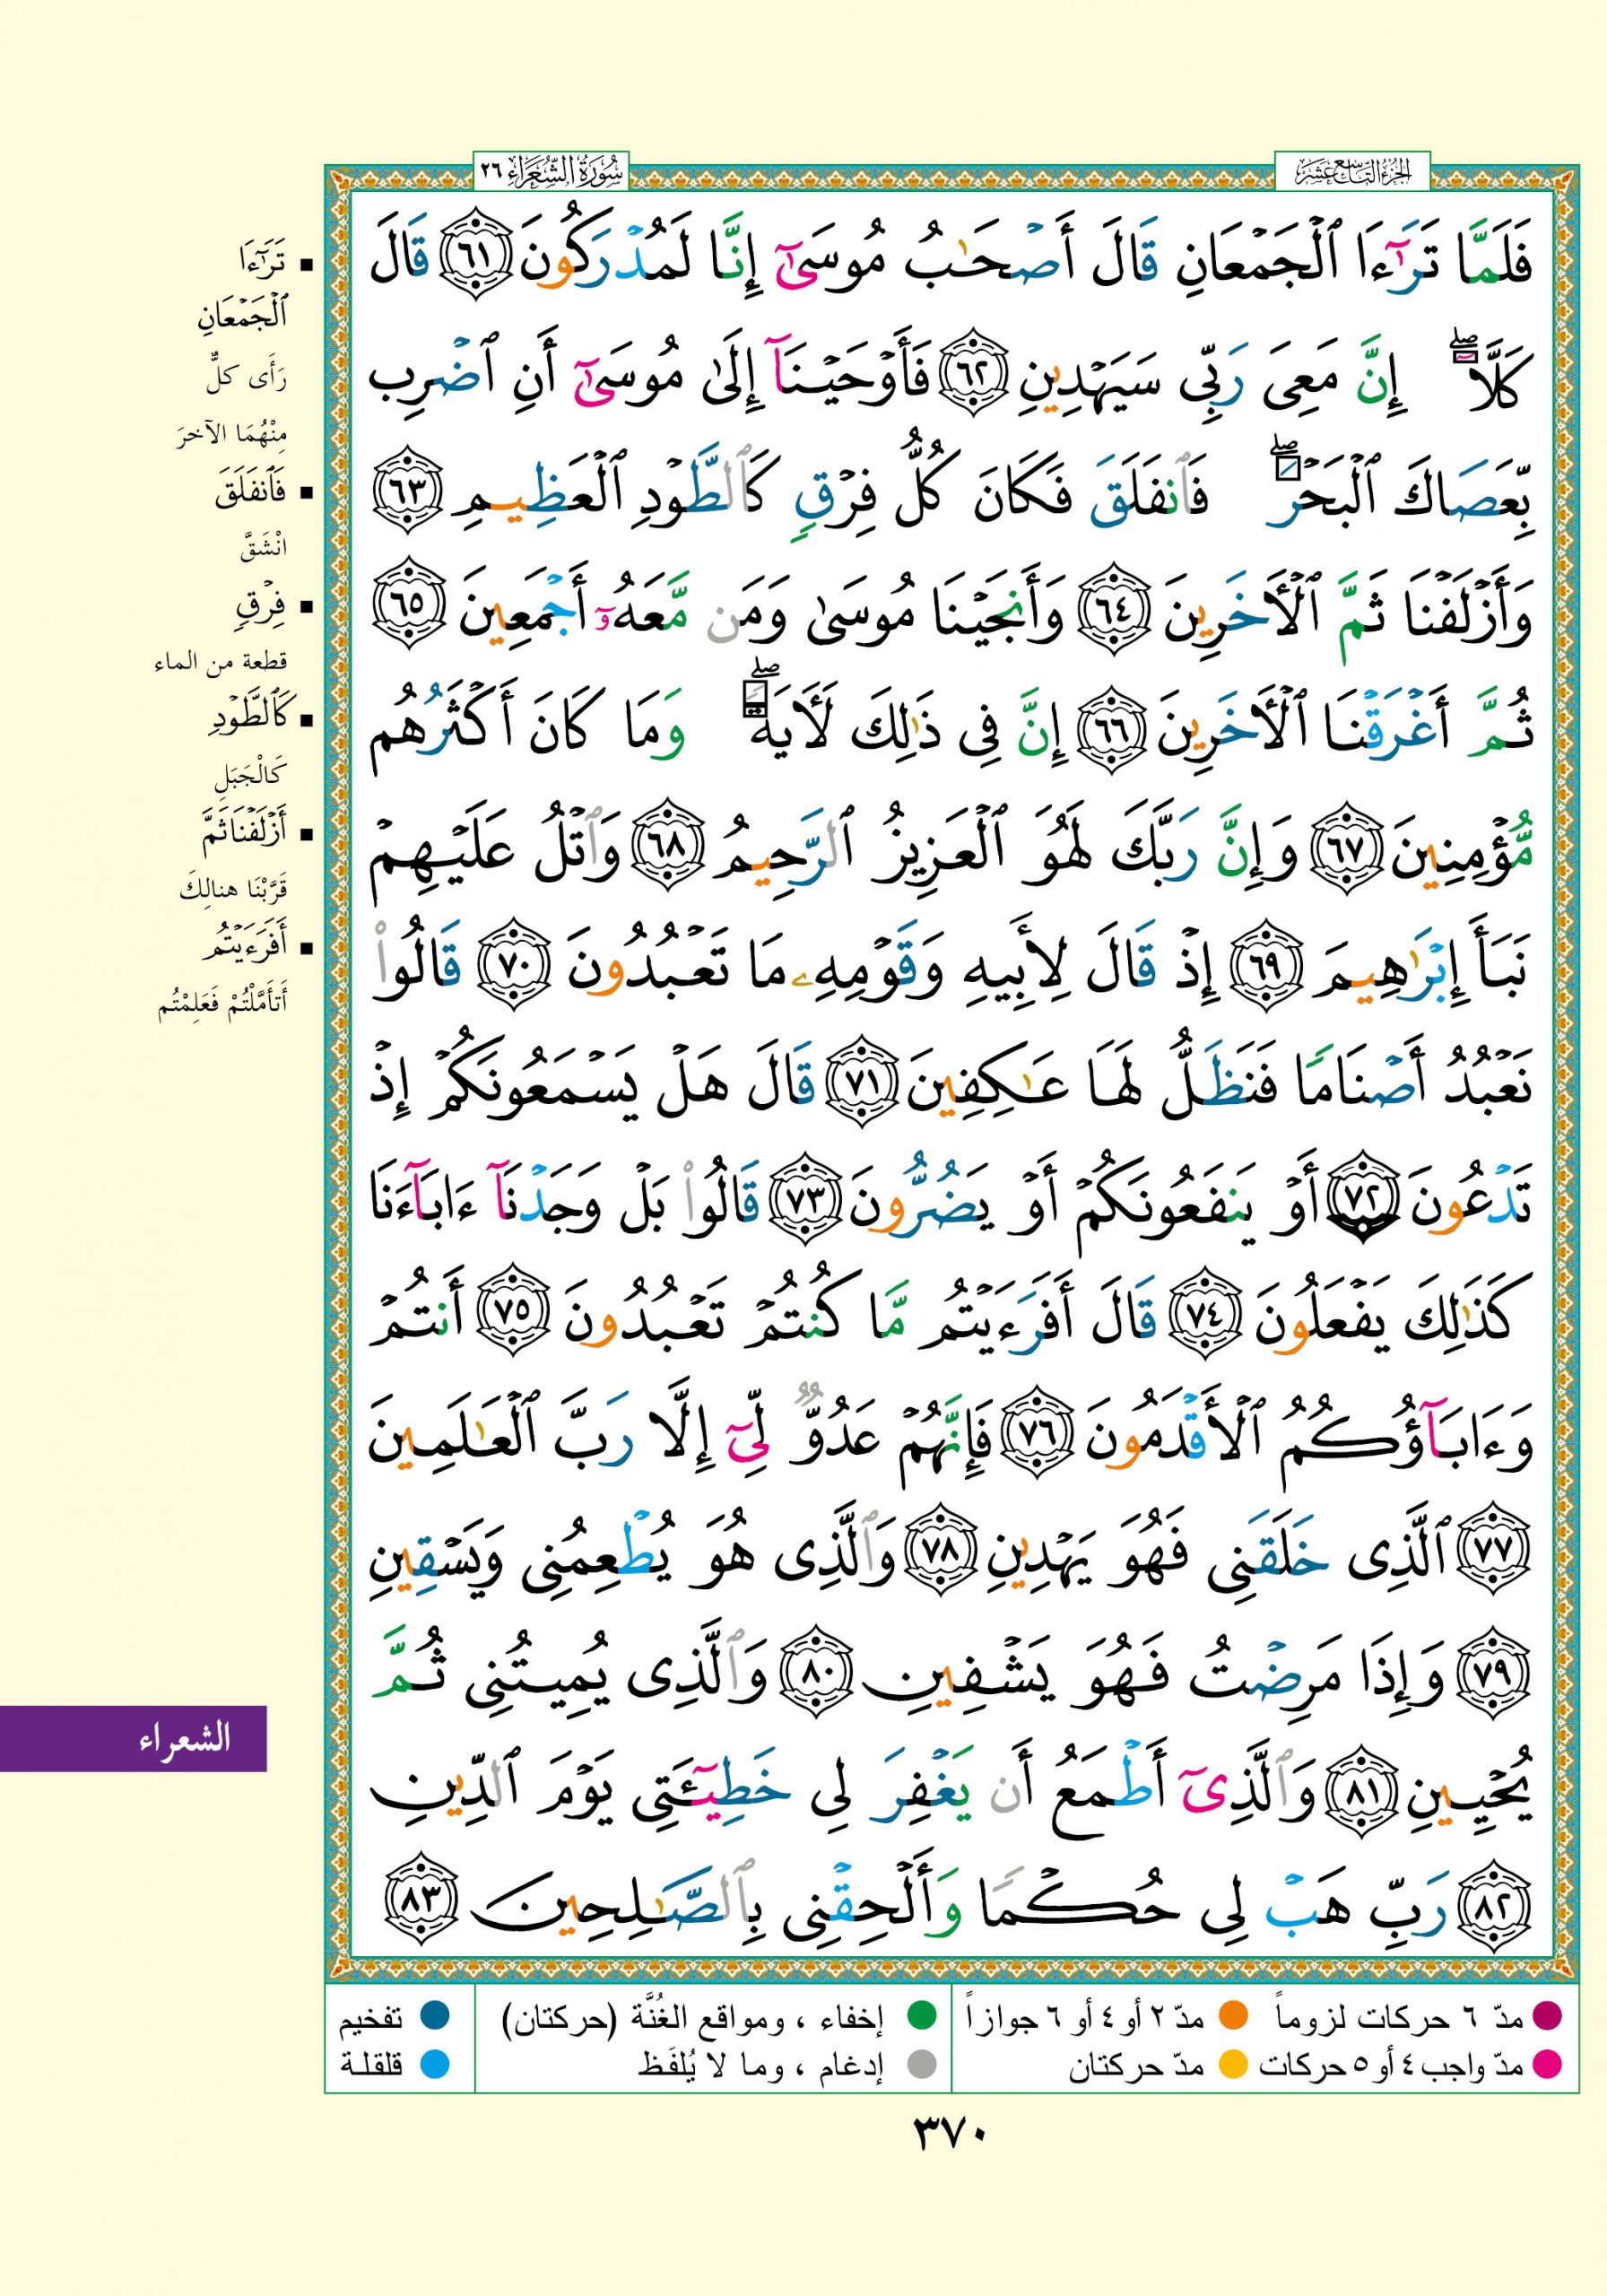 الجزء التاسع عشر
سُورَةُ الشُّعَرَاءِ ٢٦
فَلَمَّا تَرَٰٓءَا ٱلْجَمْعَانِ قَالَ أَصْحَٰبُ مُوسَىٰٓ إِنَّا لَمُدْرَكُونَ ٦١ قَالَ
كَلَّآ ۖ إِنَّ مَعِىَ رَبِّى سَيَهْدِينِ ٦٢ فَأَوْحَيْنَآ إِلَىٰ مُوسَىٰٓ أَنِ ٱضْرِب
بِّعَصَاكَ ٱلْبَحْرَ ۖ فَٱنفَلَقَ فَكَانَ كُلُّ فِرْقٍ كَٱلطَّوْدِ ٱلْعَظِيمِ ٦٣
وَأَزْلَفْنَا ثَمَّ ٱلْأَخَرِينَ ٦٤ وَأَنجَيْنَا مُوسَىٰ وَمَن مَّعَهُۥٓ أَجْمَعِينَ ٦٥
ثُمَّ أَغْرَقْنَا ٱلْأَخَرِينَ ٦٦ إِنَّ فِى ذَٰلِكَ لَأَيَةً ۖ وَمَا كَانَ أَكْثَرُهُم
مُّؤْمِنِينَ ٦٧ وَإِنَّ رَبَّكَ لَهُوَ ٱلْعَزِيزُ ٱلرَّحِيمُ ٦٨ وَٱتْلُ عَلَيْهِمْ
نَبَأَ إِبْرَٰهِيمَ ٦٩ إِذْ قَالَ لِأَبِيهِ وَقَوْمِهِۦ مَا تَعْبُدُونَ ٧٠ قَالُوا۟
نَعْبُدُ أَصْنَامًا فَنَظَلُّ لَهَا عَٰكِفِينَ ٧١ قَالَ هَلْ يَسْمَعُونَكُمْ إِذْ
تَدْعُونَ ٧٢ أَوْ يَنفَعُونَكُمْ أَوْ يَضُرُّونَ ٧٣ قَالُوا۟ بَلْ وَجَدْنَآ ءَابَآءَنَا
كَذَٰلِكَ يَفْعَلُونَ ٧٤ قَالَ أَفَرَءَيْتُم مَّا كُنتُمْ تَعْبُدُونَ ٧٥ أَنتُمْ
وَءَابَآؤُكُمُ ٱلْأَقْدَمُونَ ٧٦ فَإِنَّهُمْ عَدُوٌّ لِّىٓ إِلَّا رَبَّ ٱلْعَٰلَمِينَ
٧٧ ٱلَّذِى خَلَقَنِى فَهُوَ يَهْدِينِ ٧٨ وَٱلَّذِى هُوَ يُطْعِمُنِى وَيَسْقِينِ
٧٩ وَإِذَا مَرِضْتُ فَهُوَ يَشْفِينِ ٨٠ وَٱلَّذِى يُمِيتُنِى ثُمَّ
يُحْيِينِ ٨١ وَٱلَّذِىٓ أَطْمَعُ أَن يَغْفِرَ لِى خَطِيٓـَٔتِى يَوْمَ ٱلدِّينِ
٨٢ رَبِّ هَبْ لِى حُكْمًا وَأَلْحِقْنِى بِٱلصَّٰلِحِينَ ٨٣
▪ تَرَٰٓءَا
ٱلْجَمْعَانِ
رَأَى كلٌّ
مِنْهُمَا الآخرَ
▪ فَٱنفَلَقَ
انْشَقَّ
▪ فِرْقٍ
قطعة من الماء
▪ كَٱلطَّوْدِ
كَالْجَبَلِ
▪ أَزْلَفْنَا ثَمَّ
قَرَّبْنَا هنالِكَ
▪ أَفَرَءَيْتُم
أَتأَمَّلْتُمْ فَعَلِمْتُم
الشعراء
مدّ ٦ حركات لزوماً مدّ ٢ أو ٤ أو ٦ جوازاً إخفاء ، ومواقع الغُنَّة (حركتان) تفخيم
مدّ واجب ٤ أو ٥ حركات مدّ حركتان إدغام ، وما لا يُلفَظ قلقلة
٣٧٠